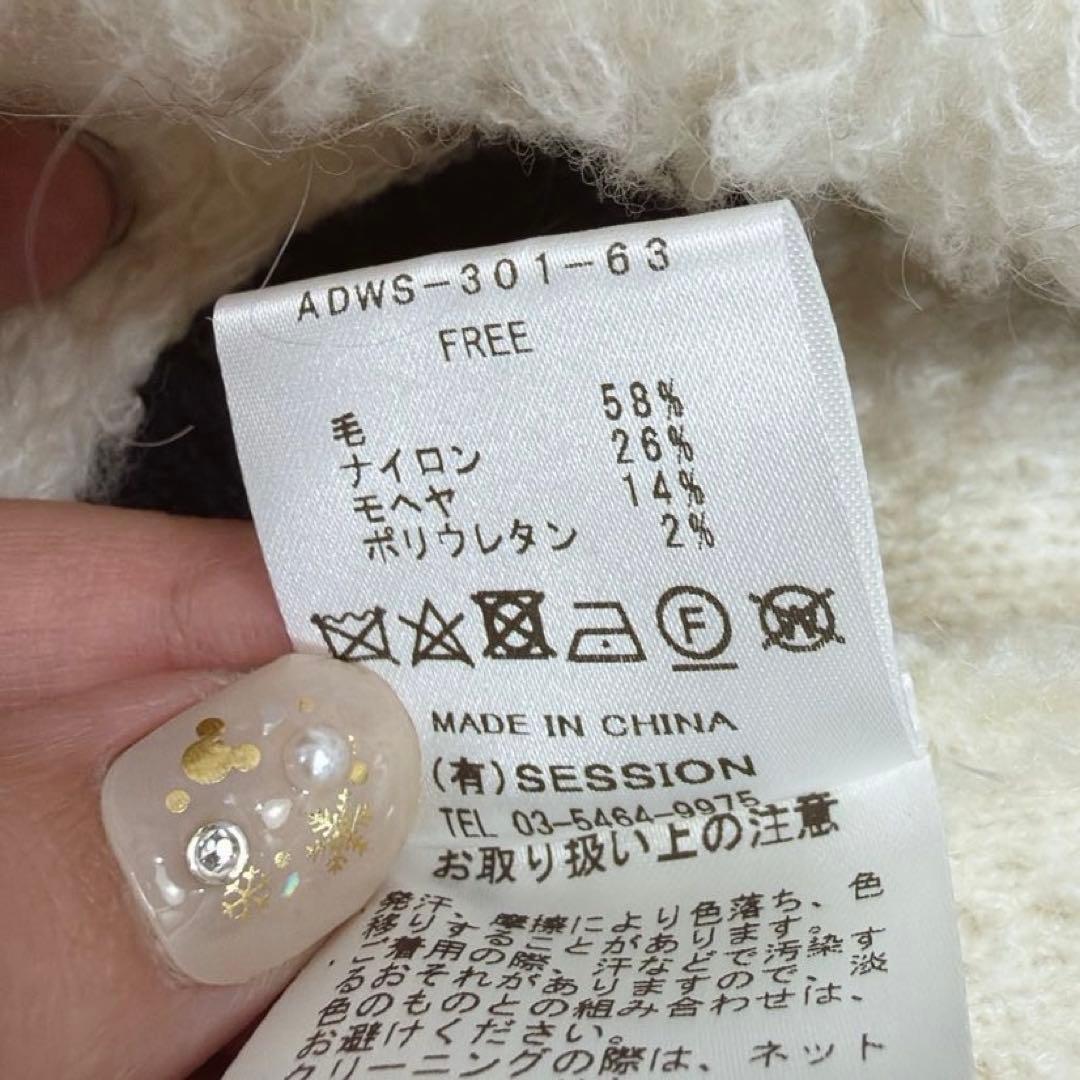 ADWS-301-63
FREE
毛 58%
ナイロン 26%
モヘヤ 14%
ポリウレタン 2%
F
W
MADE IN CHINA
(有)SESSION
TEL 03-5464-9975
お取り扱い上の注意
発汗、摩擦により色落ち、色
移りすることがあります。
ご着用の際、汗などで汚染す
るおそれがありますので、淡
色のものとの組み合わせは、
お避けください。
クリーニングの際は、ネット